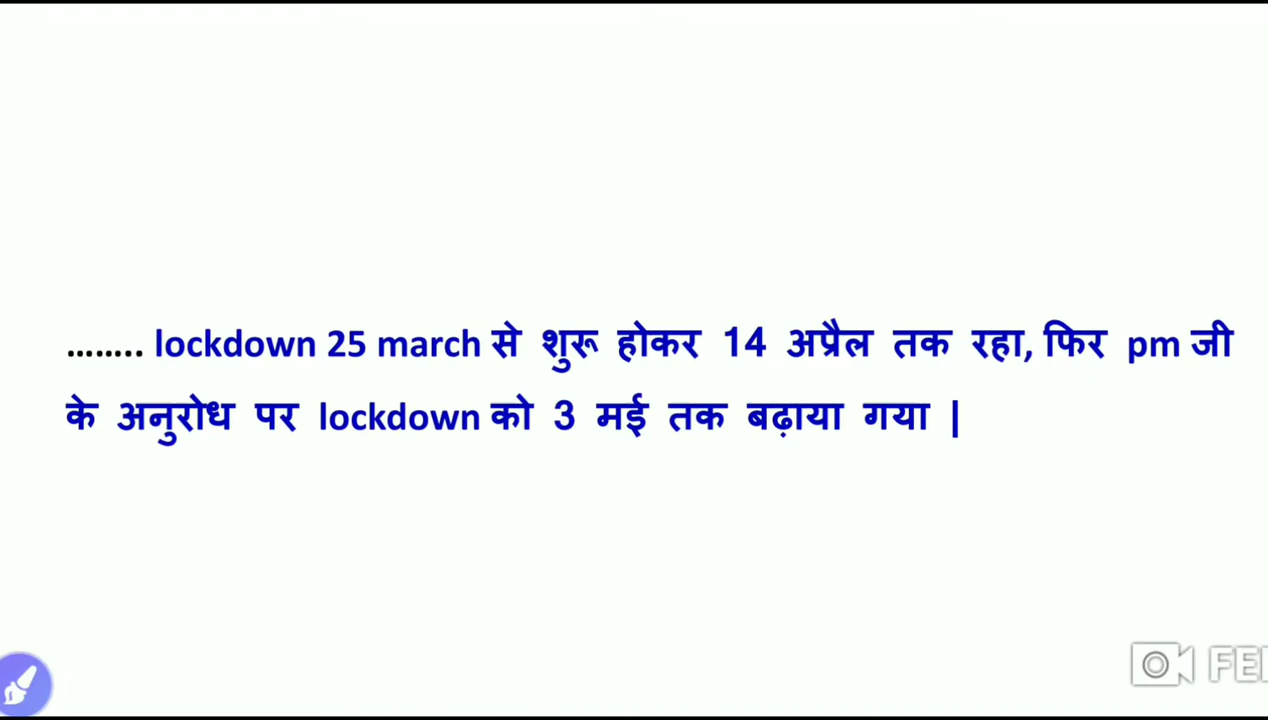 …….. lockdown 25 march से शुरू होकर 14 अप्रैल तक रहा, फिर pm जी
के अनुरोध पर lockdown को 3 मई तक बढ़ाया गया |